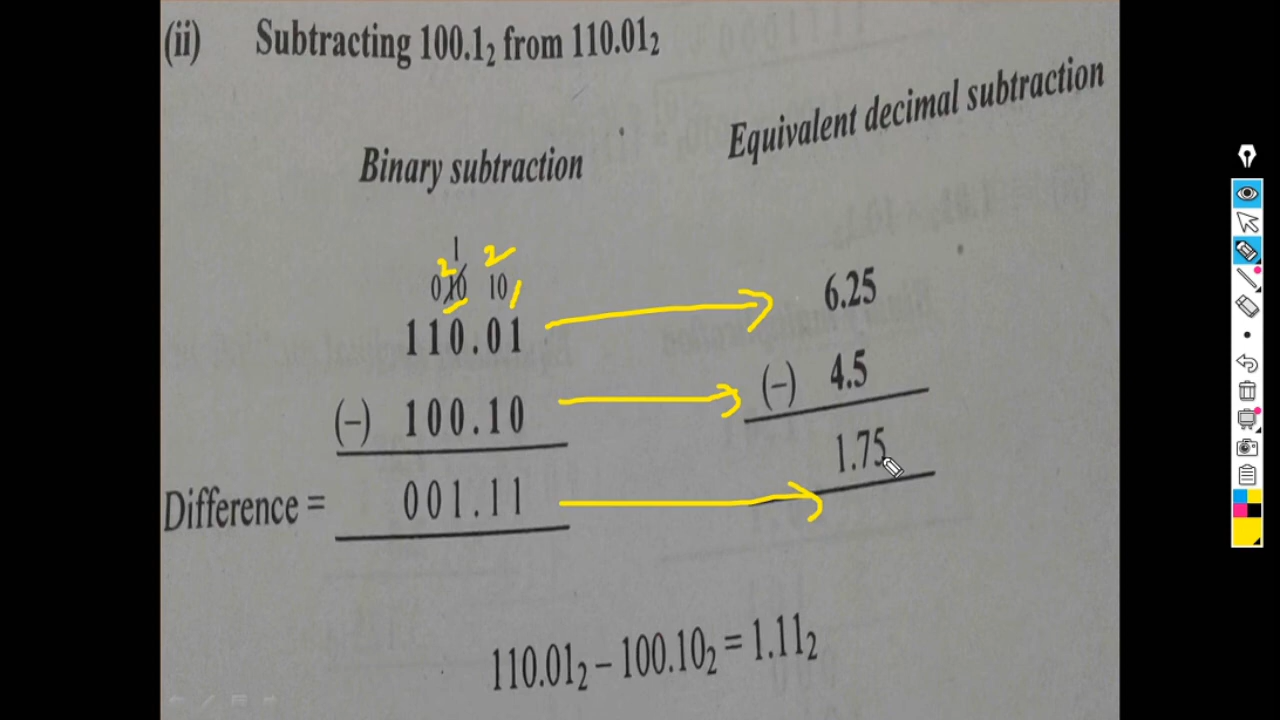 (ii) Subtracting 100.1₂ from 110.01₂
Binary subtraction
Equivalent decimal subtraction
1
2 2
0 10 10 1
110.01
6.25
(–) 100.10
(–) 4.5
Difference = 001.11
1.75
110.01₂ – 100.10₂ = 1.11₂